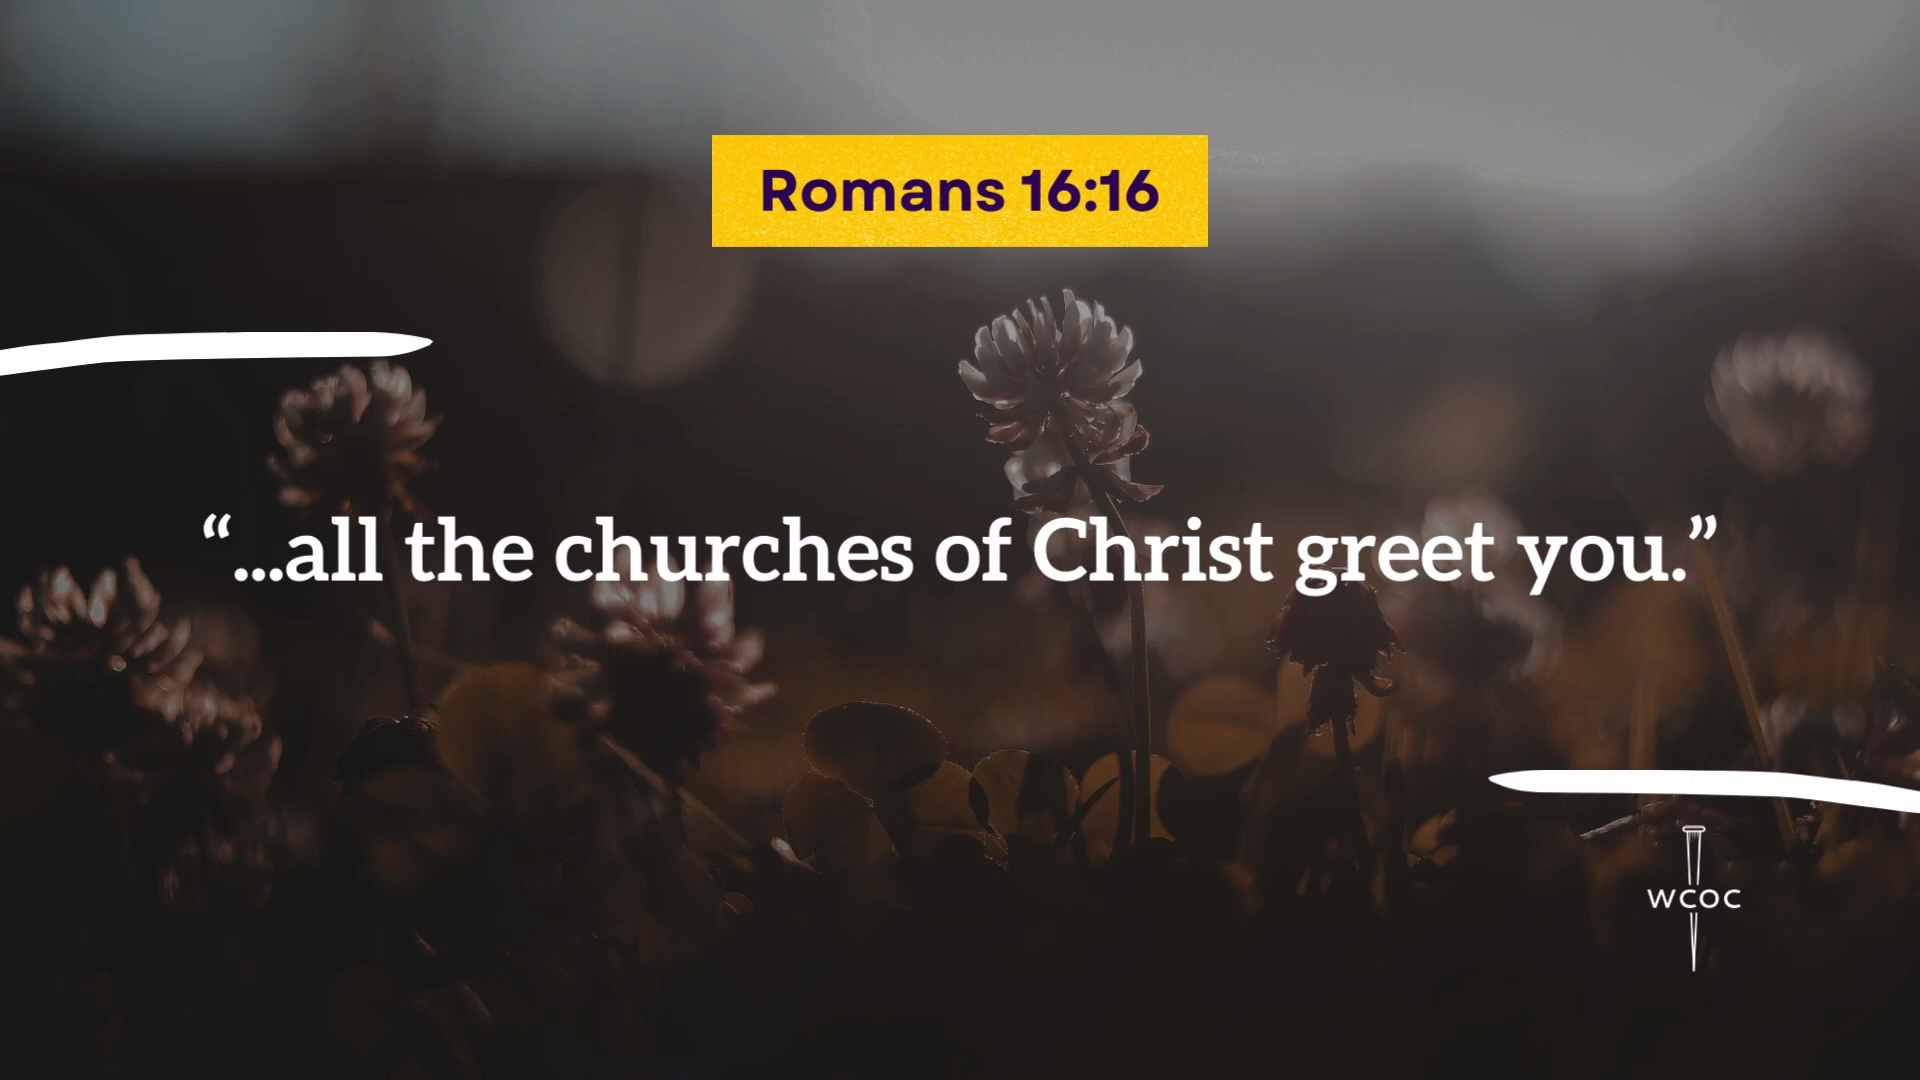 Romans 16:16
“...all the churches of Christ greet you.”
WCOC